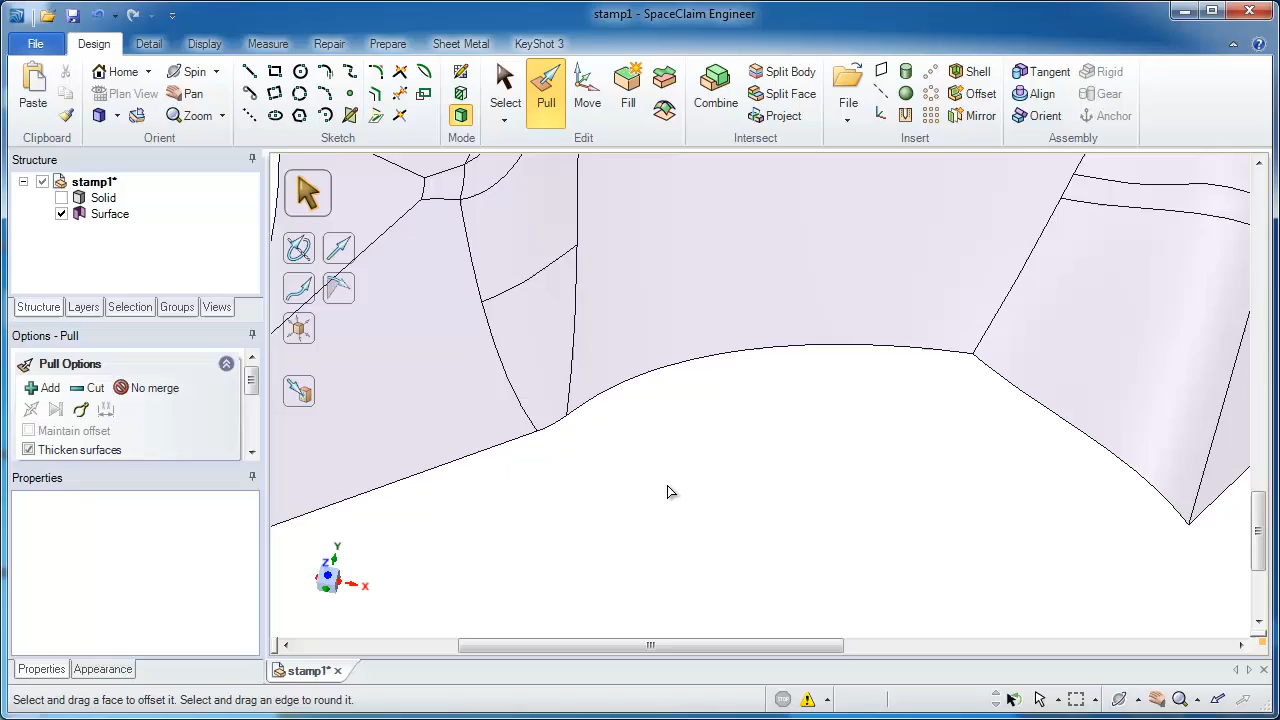 stamp1 - SpaceClaim Engineer
File Design Detail Display Measure Repair Prepare Sheet Metal KeyShot 3
Paste
Clipboard
Home Spin
Plan View Pan
Zoom
Orient
Sketch
Mode
Select Pull Move Fill
Edit
Combine
Split Body
Split Face
Project
Intersect
File
Shell
Offset
Mirror
Insert
Tangent Rigid
Align Gear
Orient Anchor
Assembly
Structure
stamp1*
Solid
Surface
Structure Layers Selection Groups Views
Options - Pull
Pull Options
Add Cut No merge
Maintain offset
Thicken surfaces
Properties
Y
Z
X
Properties Appearance
stamp1*
Select and drag a face to offset it. Select and drag an edge to round it.